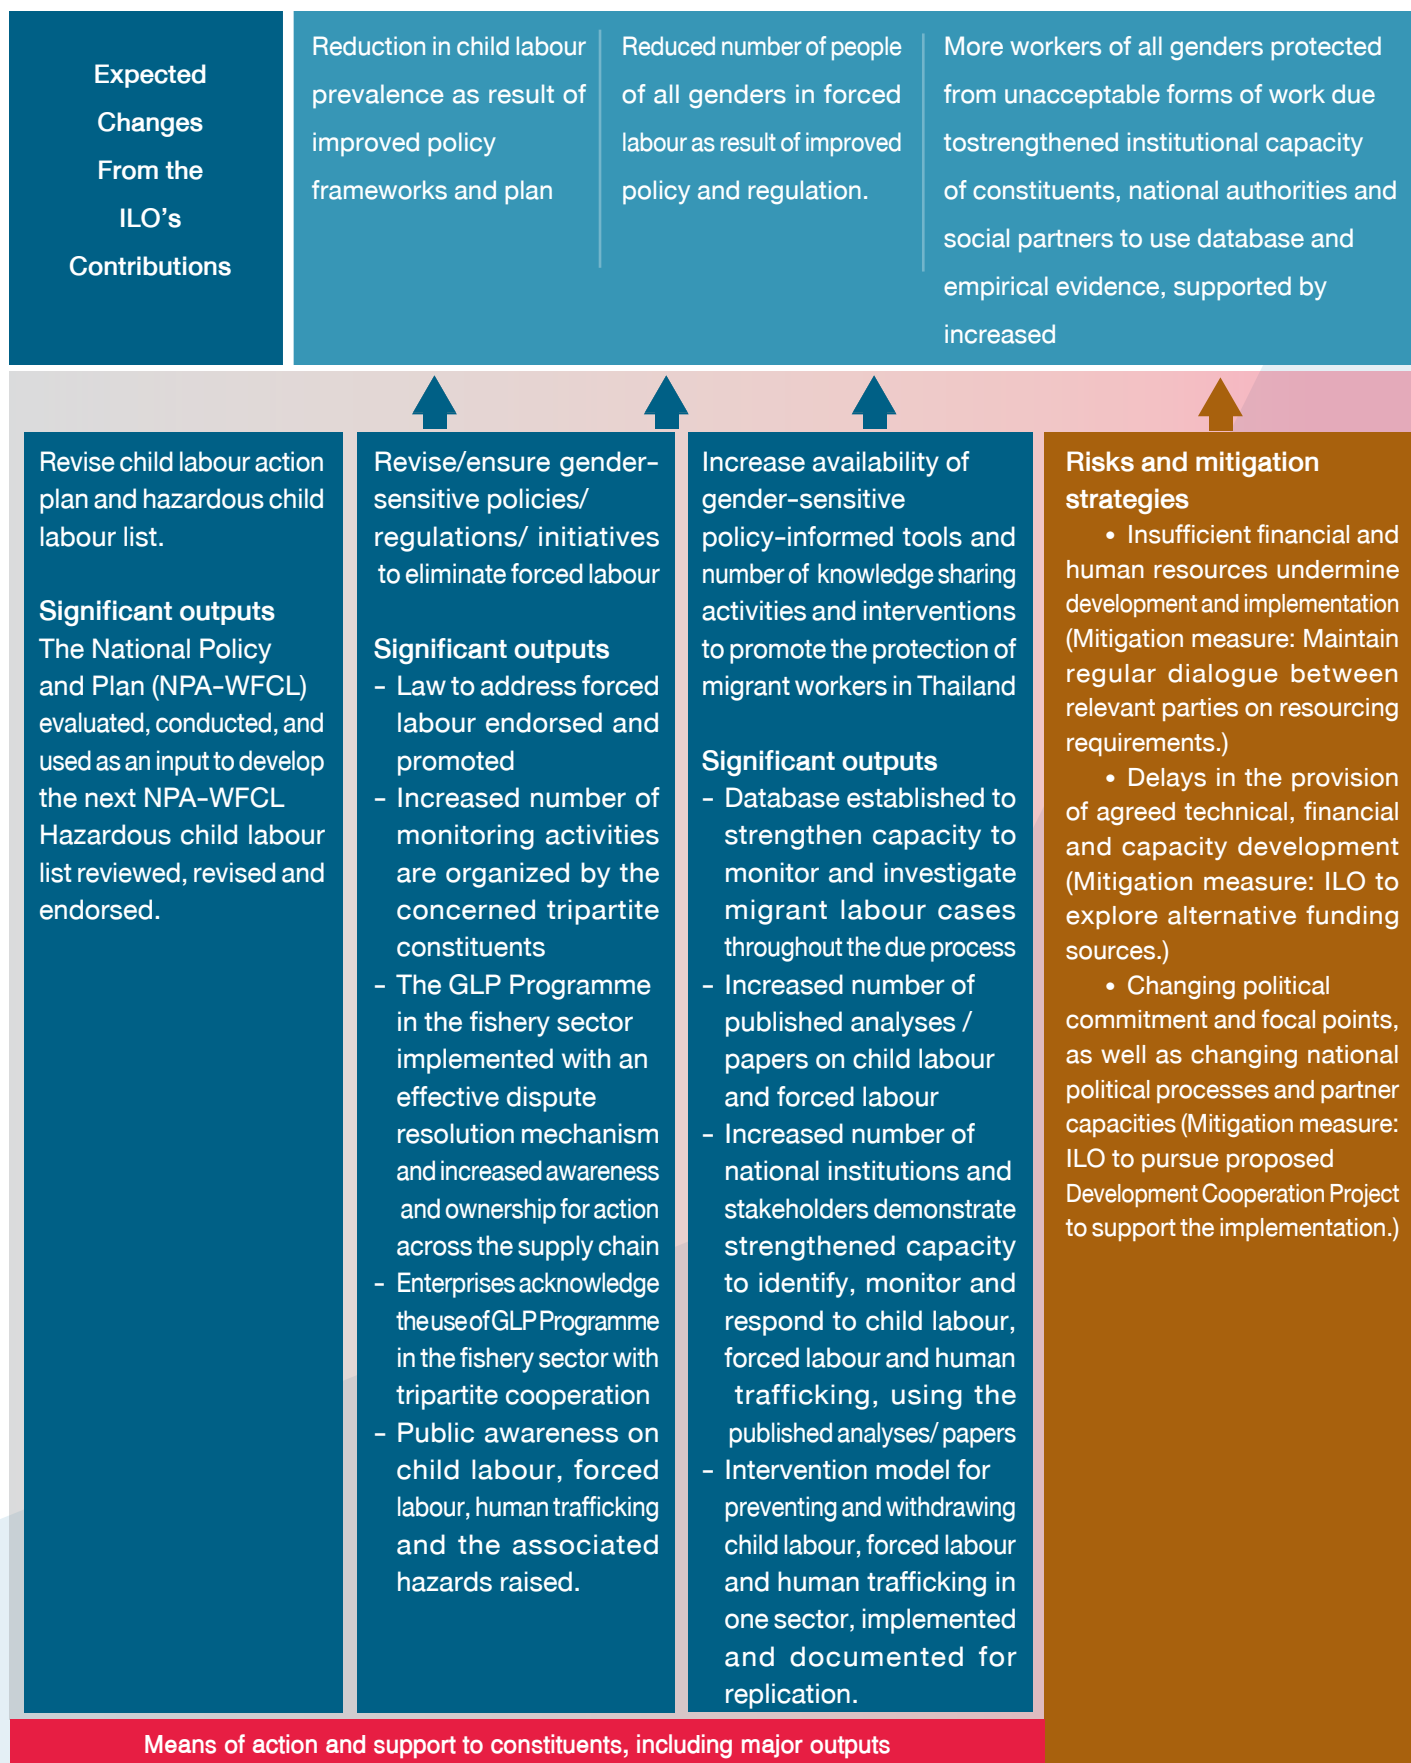 Expected
Changes
From the
ILO's
Contributions
Reduction in child labour
prevalence as result of
improved policy
frameworks and plan
Reduced number of people
of all genders in forced
labour as result of improved
policy and regulation.
More workers of all genders protected
from unacceptable forms of work due
tostrengthened institutional capacity
of constituents, national authorities and
social partners to use database and
empirical evidence, supported by
increased
Revise child labour action
plan and hazardous child
labour list.
Significant outputs
The National Policy
and Plan (NPA-WFCL)
evaluated, conducted, and
used as an input to develop
the next NPA-WFCL
Hazardous child labour
list reviewed, revised and
endorsed.
Revise/ensure gender-
sensitive policies/
regulations/ initiatives
to eliminate forced labour
Significant outputs
- Law to address forced
labour endorsed and
promoted
- Increased number of
monitoring activities
are organized by the
concerned tripartite
constituents
- The GLP Programme
in the fishery sector
implemented with an
effective dispute
resolution mechanism
and increased awareness
and ownership for action
across the supply chain
- Enterprises acknowledge
the use of GLP Programme
in the fishery sector with
tripartite cooperation
- Public awareness on
child labour, forced
labour, human trafficking
and the associated
hazards raised.
Increase availability of
gender-sensitive
policy-informed tools and
number of knowledge sharing
activities and interventions
to promote the protection of
migrant workers in Thailand
Significant outputs
- Database established to
strengthen capacity to
monitor and investigate
migrant labour cases
throughout the due process
- Increased number of
published analyses /
papers on child labour
and forced labour
- Increased number of
national institutions and
stakeholders demonstrate
strengthened capacity
to identify, monitor and
respond to child labour,
forced labour and human
trafficking, using the
published analyses/ papers
- Intervention model for
preventing and withdrawing
child labour, forced labour
and human trafficking in
one sector, implemented
and documented for
replication.
Risks and mitigation
strategies
• Insufficient financial and
human resources undermine
development and implementation
(Mitigation measure: Maintain
regular dialogue between
relevant parties on resourcing
requirements.)
• Delays in the provision
of agreed technical, financial
and capacity development
(Mitigation measure: ILO to
explore alternative funding
sources.)
• Changing political
commitment and focal points,
as well as changing national
political processes and partner
capacities (Mitigation measure:
ILO to pursue proposed
Development Cooperation Project
to support the implementation.)
Means of action and support to constituents, including major outputs